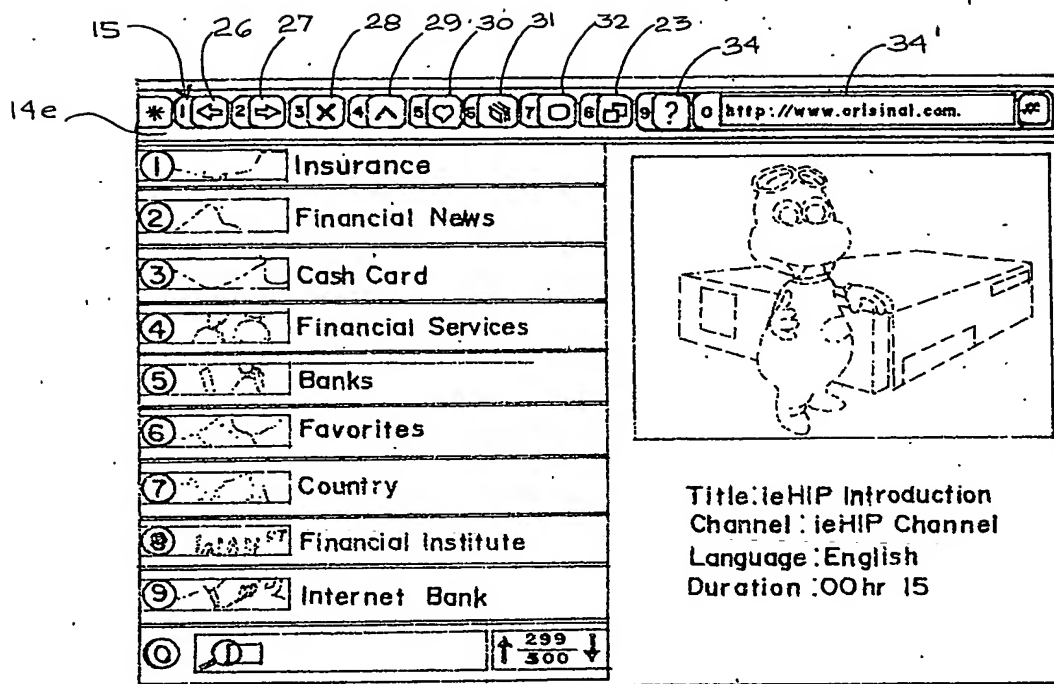 15 26 27 28 29 30 31 32 23 34 34'
14e
* 1 2 3 X 4 5 6 7 8 9 ? 0 http://www.orisinal.com. #
1 Insurance
2 Financial News
3 Cash Card
4 Financial Services
5 Banks
6 Favorites
7 Country
8 Financial Institute
9 Internet Bank
0 299
300
Title:ieHIP Introduction
Channel:ieHIP Channel
Language:English
Duration:00hr 15